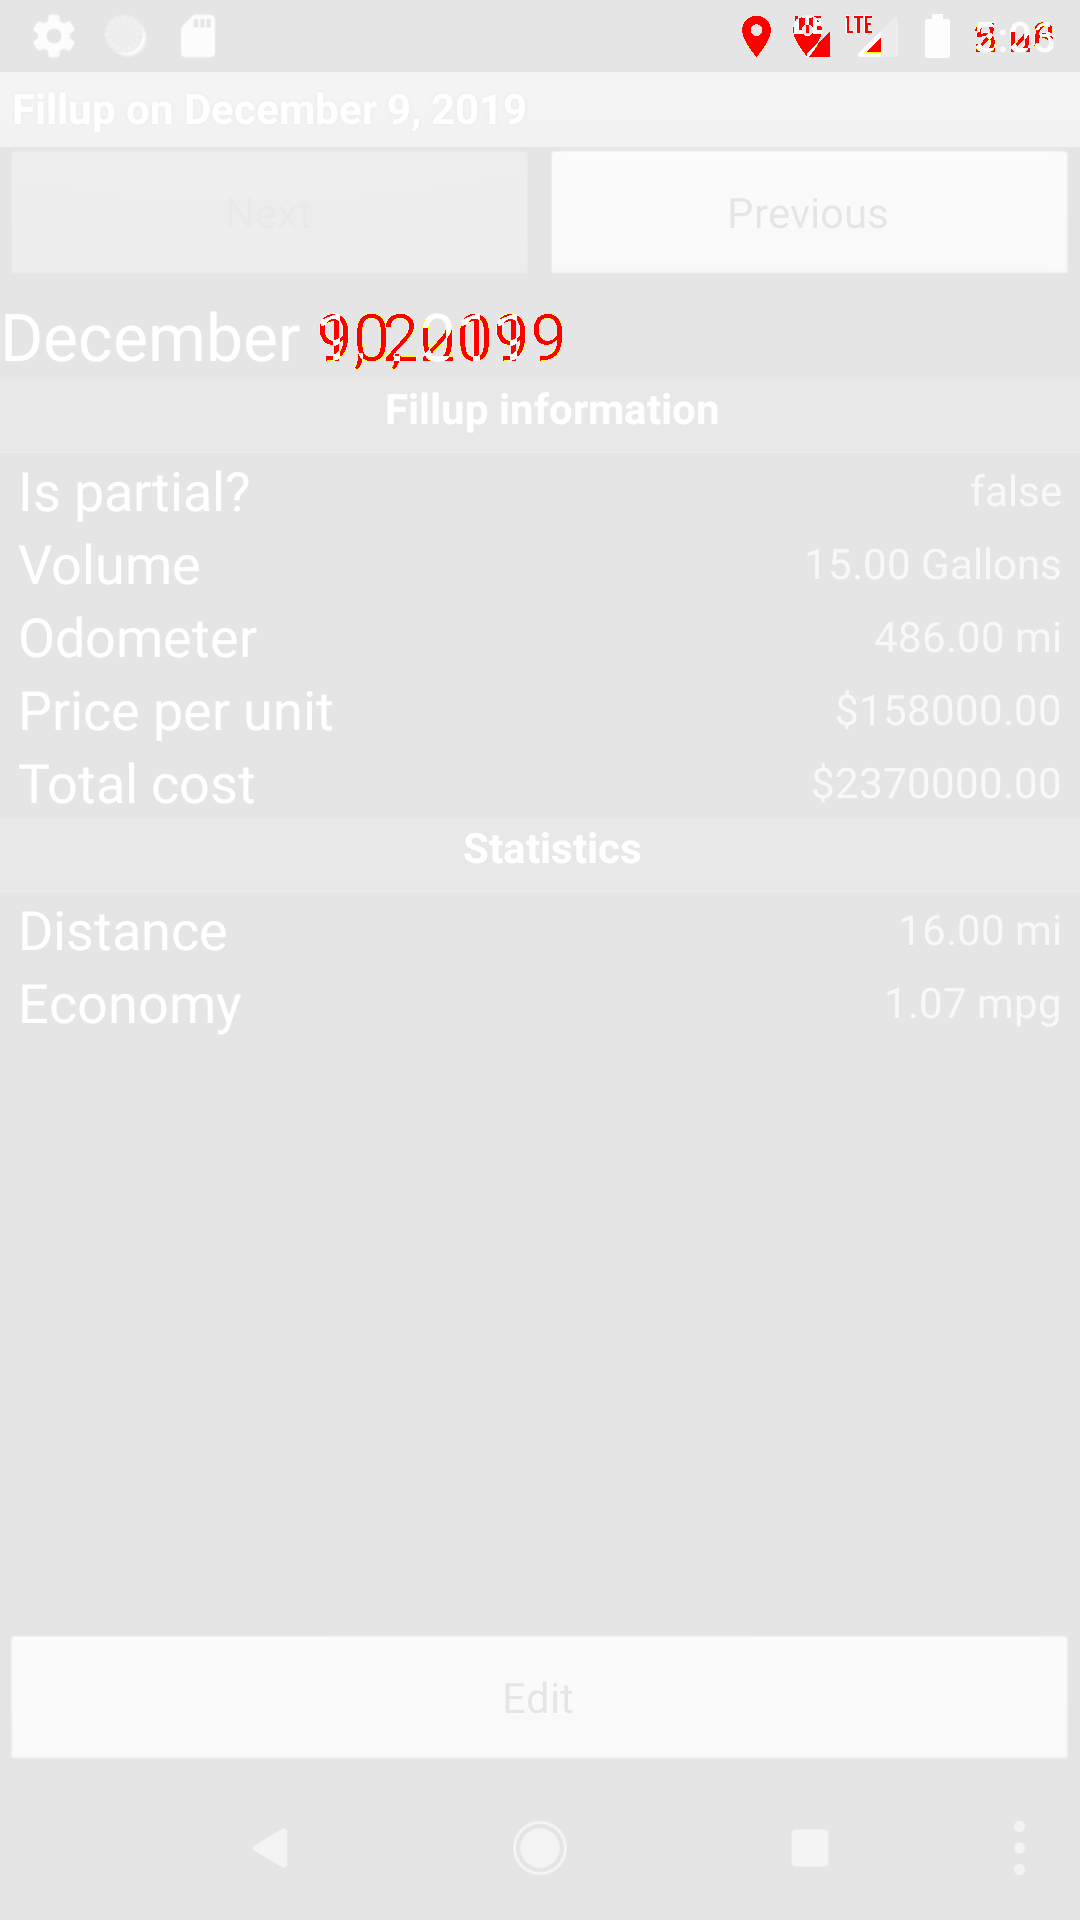 LTE
Fillup on December 9, 2019
Next
Previous
December
Fillup information
Is partial?
false
Volume
15.00 Gallons
Odometer
486.00 mi
Price per unit
$158000.00
Total cost
$2370000.00
Statistics
Distance
16.00 mi
Economy
1.07 mpg
Edit